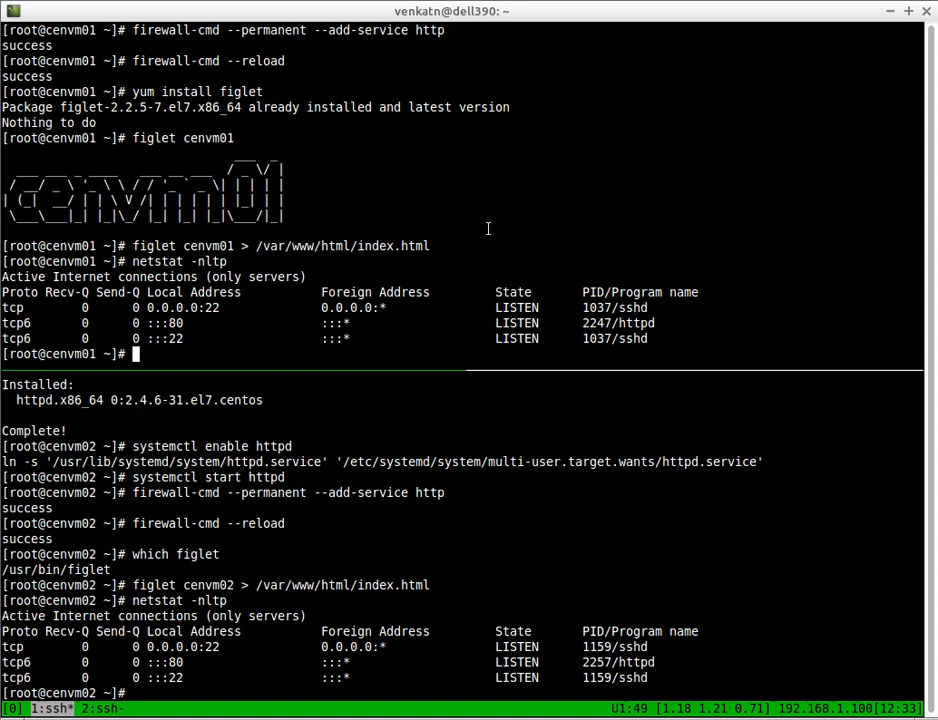 venkatn@dell390: ~
[root@cenvm01 ~]# firewall-cmd --permanent --add-service http
success
[root@cenvm01 ~]# firewall-cmd --reload
success
[root@cenvm01 ~]# yum install figlet
Package figlet-2.2.5-7.el7.x86_64 already installed and latest version
Nothing to do
[root@cenvm01 ~]# figlet cenvm01
cenvm01
[root@cenvm01 ~]# figlet cenvm01 > /var/www/html/index.html
[root@cenvm01 ~]# netstat -nltp
Active Internet connections (only servers)
Proto Recv-Q Send-Q Local Address           Foreign Address         State       PID/Program name
tcp        0      0 0.0.0.0:22              0.0.0.0:*               LISTEN      1037/sshd
tcp6       0      0 :::80                   :::*                    LISTEN      2247/httpd
tcp6       0      0 :::22                   :::*                    LISTEN      1037/sshd
[root@cenvm01 ~]#
Installed:
  httpd.x86_64 0:2.4.6-31.el7.centos
Complete!
[root@cenvm02 ~]# systemctl enable httpd
ln -s '/usr/lib/systemd/system/httpd.service' '/etc/systemd/system/multi-user.target.wants/httpd.service'
[root@cenvm02 ~]# systemctl start httpd
[root@cenvm02 ~]# firewall-cmd --permanent --add-service http
success
[root@cenvm02 ~]# firewall-cmd --reload
success
[root@cenvm02 ~]# which figlet
/usr/bin/figlet
[root@cenvm02 ~]# figlet cenvm02 > /var/www/html/index.html
[root@cenvm02 ~]# netstat -nltp
Active Internet connections (only servers)
Proto Recv-Q Send-Q Local Address           Foreign Address         State       PID/Program name
tcp        0      0 0.0.0.0:22              0.0.0.0:*               LISTEN      1159/sshd
tcp6       0      0 :::80                   :::*                    LISTEN      2257/httpd
tcp6       0      0 :::22                   :::*                    LISTEN      1159/sshd
[root@cenvm02 ~]#
[0] 1:ssh* 2:ssh- U1:49 [1.18 1.21 0.71] 192.168.1.100[12:33]